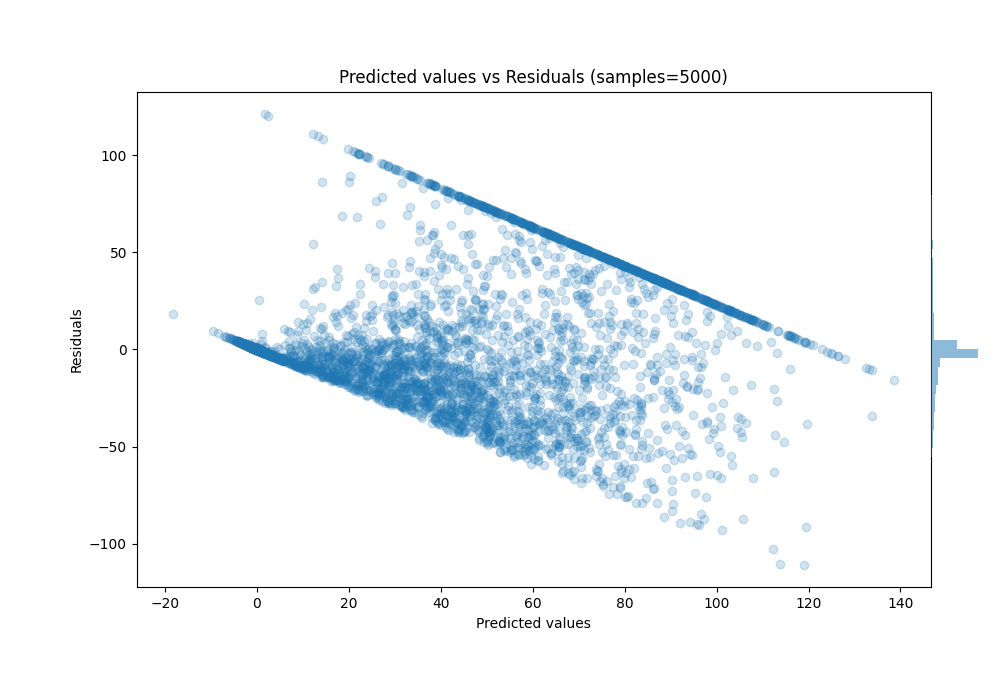 Predicted values vs Residuals (samples=5000)
100
50
0
−50
−100
Residuals
−20 0 20 40 60 80 100 120 140
Predicted values